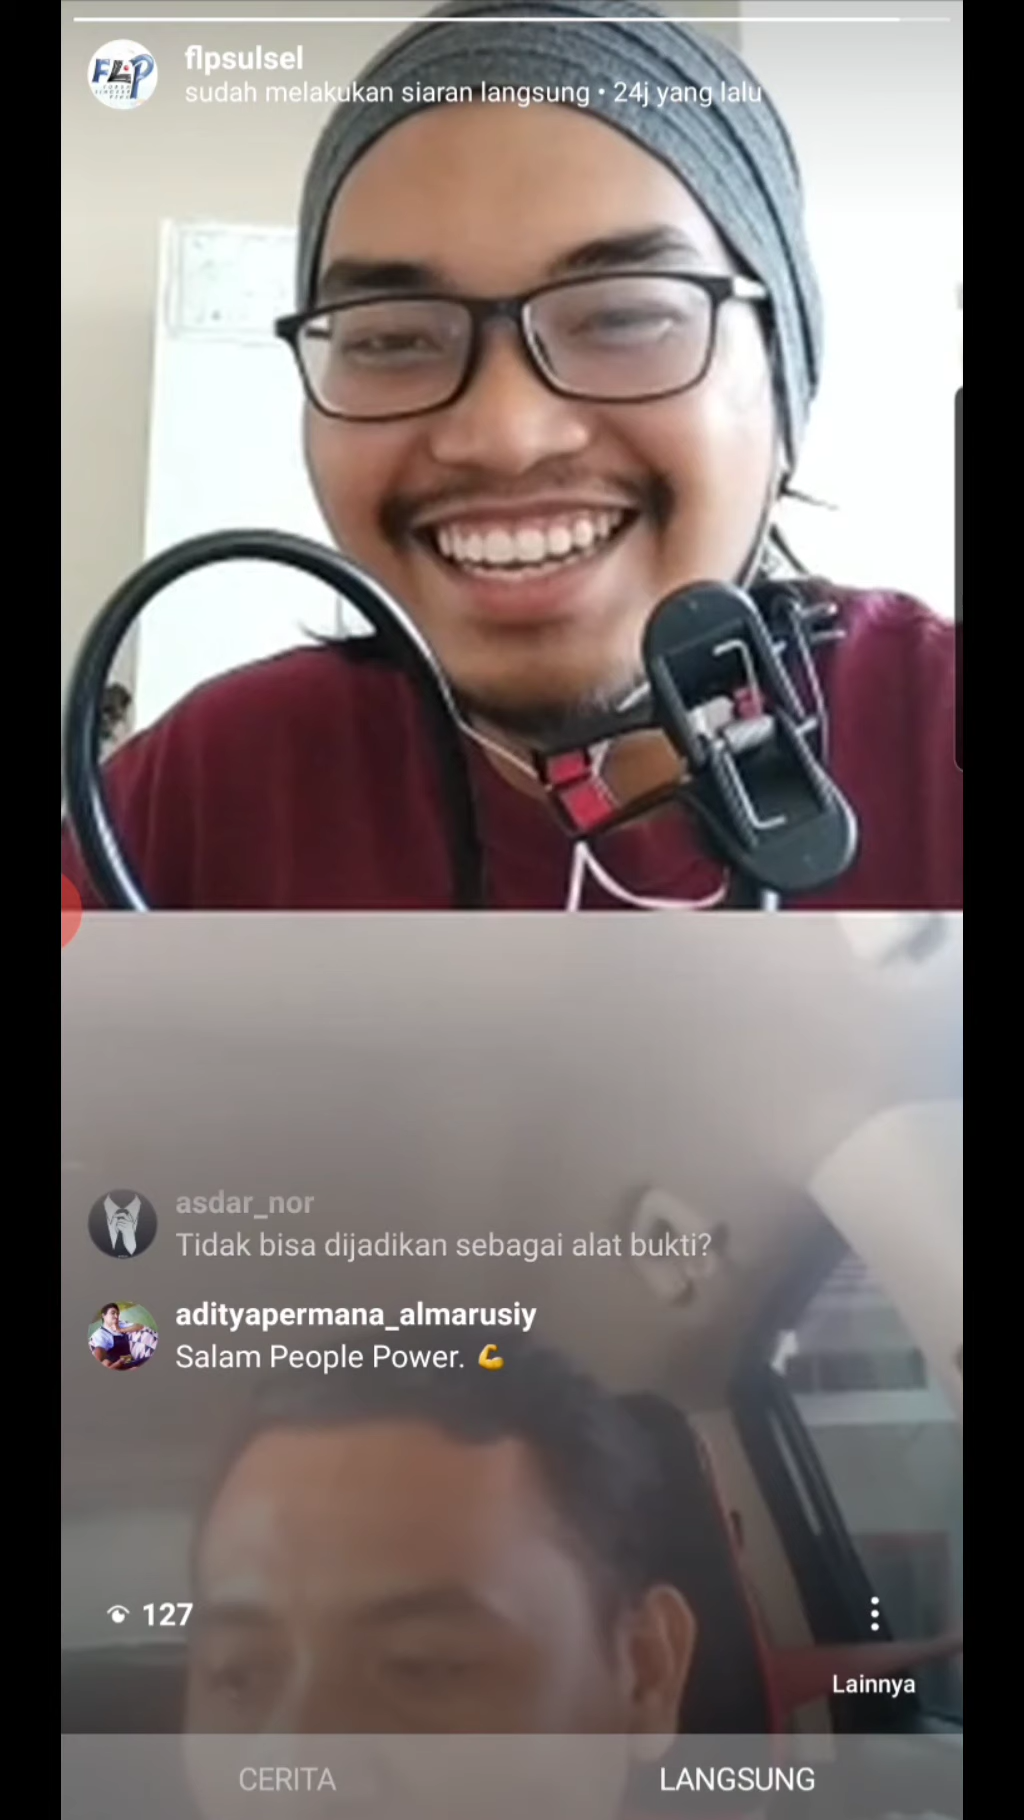 FLP
flpsulsel
sudah melakukan siaran langsung • 24j yang lalu
asdar_nor
Tidak bisa dijadikan sebagai alat bukti?
adityapermana_almarusiy
Salam People Power. 💪
127
Lainnya
CERITA
LANGSUNG